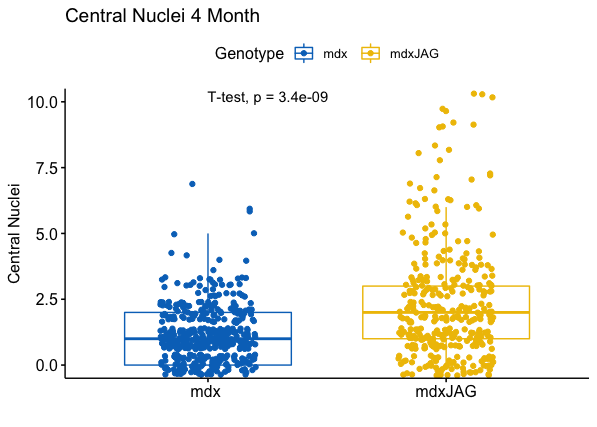 Central Nuclei 4 Month
Genotype mdx mdxJAG
T-test, p = 3.4e-09
10.0
7.5
5.0
2.5
0.0
Central Nuclei
mdx mdxJAG